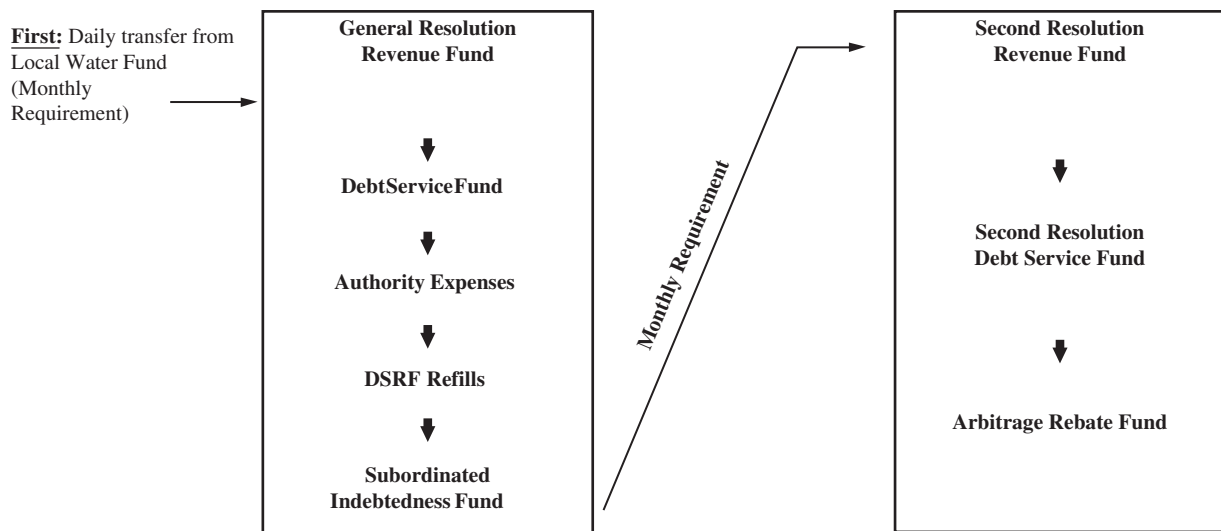 First: Daily transfer from
Local Water Fund
(Monthly
Requirement)
General Resolution
Revenue Fund
DebtServiceFund
Authority Expenses
DSRF Refills
Subordinated
Indebtedness Fund
Monthly Requirement
Second Resolution
Revenue Fund
Second Resolution
Debt Service Fund
Arbitrage Rebate Fund